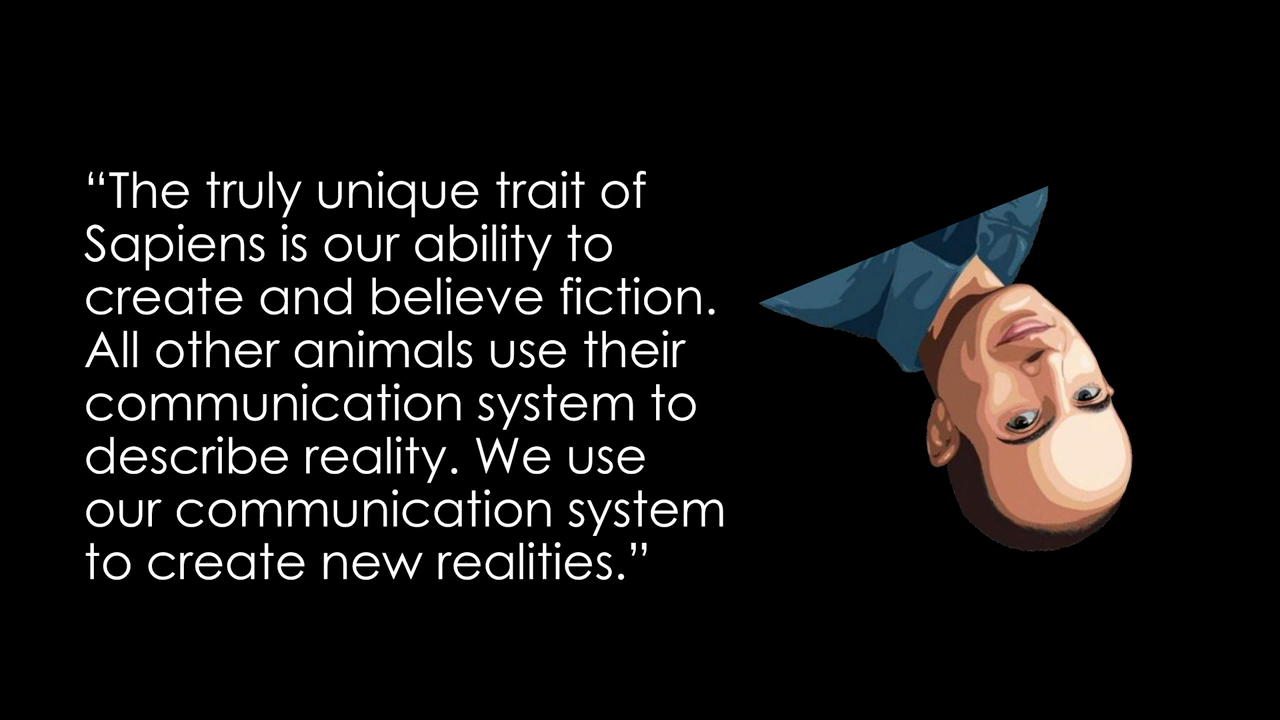 “The truly unique trait of
Sapiens is our ability to
create and believe fiction.
All other animals use their
communication system to
describe reality. We use
our communication system
to create new realities.”